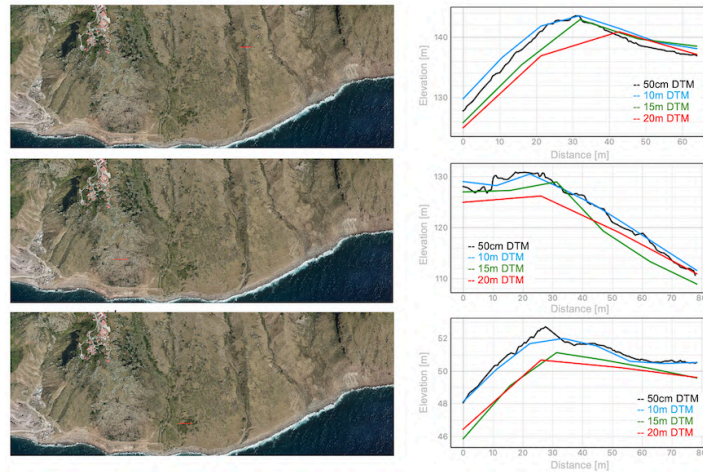 Elevation [m]
140
130
-- 50cm DTM
-- 10m DTM
-- 15m DTM
-- 20m DTM
0 10 20 30 40 50 60
Distance [m]
Elevation [m]
130
120
110
-- 50cm DTM
-- 10m DTM
-- 15m DTM
-- 20m DTM
0 10 20 30 40 50 60 70 80
Distance [m]
Elevation [m]
52
50
48
46
-- 50cm DTM
-- 10m DTM
-- 15m DTM
-- 20m DTM
0 10 20 30 40 50 60 70 80
Distance [m]